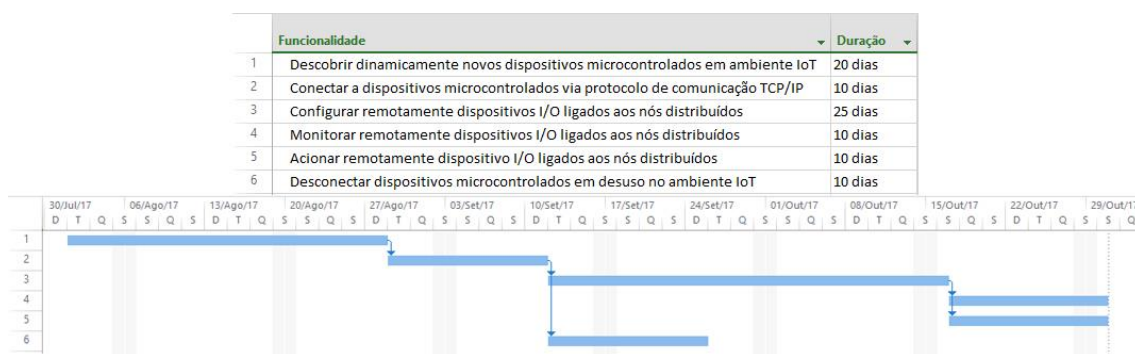 Funcionalidade Duração
1 Descobrir dinamicamente novos dispositivos microcontrolados em ambiente IoT 20 dias
2 Conectar a dispositivos microcontrolados via protocolo de comunicação TCP/IP 10 dias
3 Configurar remotamente dispositivos I/O ligados aos nós distribuídos 25 dias
4 Monitorar remotamente dispositivos I/O ligados aos nós distribuídos 10 dias
5 Acionar remotamente dispositivo I/O ligados aos nós distribuídos 10 dias
6 Desconectar dispositivos microcontrolados em desuso no ambiente IoT 10 dias
30/Jul/17 06/Ago/17 13/Ago/17 20/Ago/17 27/Ago/17 03/Set/17 10/Set/17 17/Set/17 24/Set/17 01/Out/17 08/Out/17 15/Out/17 22/Out/17 29/Out/17
D T Q S S Q S D T Q S S Q S D T Q S S Q S D T Q S S Q S D T Q S S Q S D T Q S S Q S D T Q S S Q
1
2
3
4
5
6